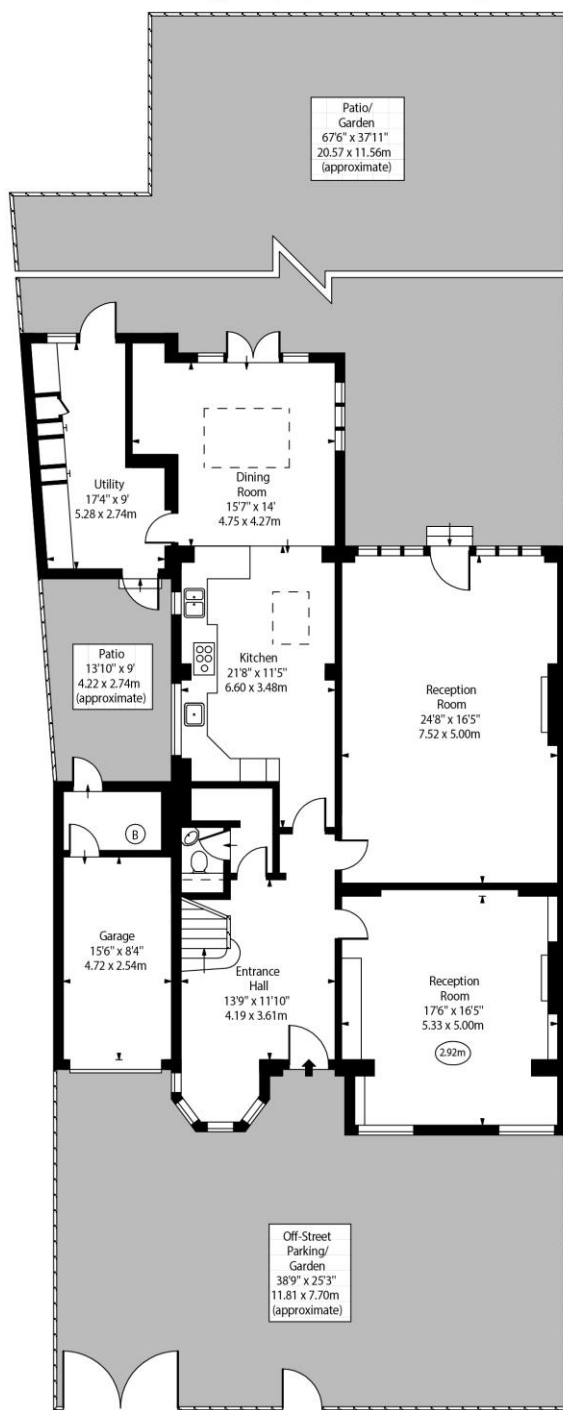 Patio/
Garden
67'6" x 37'11"
20.57 x 11.56m
(approximate)
Utility
17'4" x 9'
5.28 x 2.74m
Dining
Room
15'7" x 14'
4.75 x 4.27m
Patio
13'10" x 9'
4.22 x 2.74m
(approximate)
Kitchen
21'8" x 11'5"
6.60 x 3.48m
Reception
Room
24'8" x 16'5"
7.52 x 5.00m
B
Garage
15'6" x 8'4"
4.72 x 2.54m
Entrance
Hall
13'9" x 11'10"
4.19 x 3.61m
Reception
Room
17'6" x 16'5"
5.33 x 5.00m
2.92m
Off-Street
Parking/
Garden
38'9" x 25'3"
11.81 x 7.70m
(approximate)